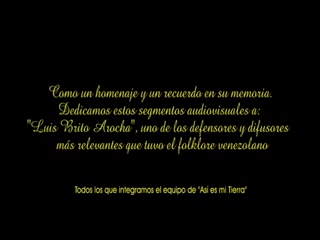 Como un homenaje y un recuerdo en su memoria.
Dedicamos estos segmentos audiovisuales a:
"Luis Brito Arocha", uno de los defensores y difusores
más relevantes que tuvo el folklore venezolano
Todos los que integramos el equipo de "Así es mi Tierra"